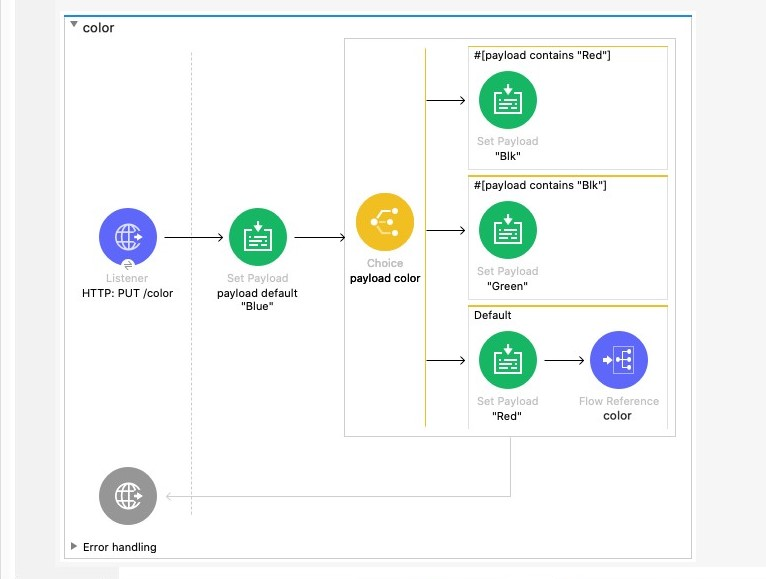 color
#[payload contains "Red"]
Set Payload
"Blk"
#[payload contains "Blk"]
Set Payload
"Green"
Listener
HTTP: PUT /color
Set Payload
payload default
"Blue"
Choice
payload color
Default
Set Payload
"Red"
Flow Reference
color
Error handling